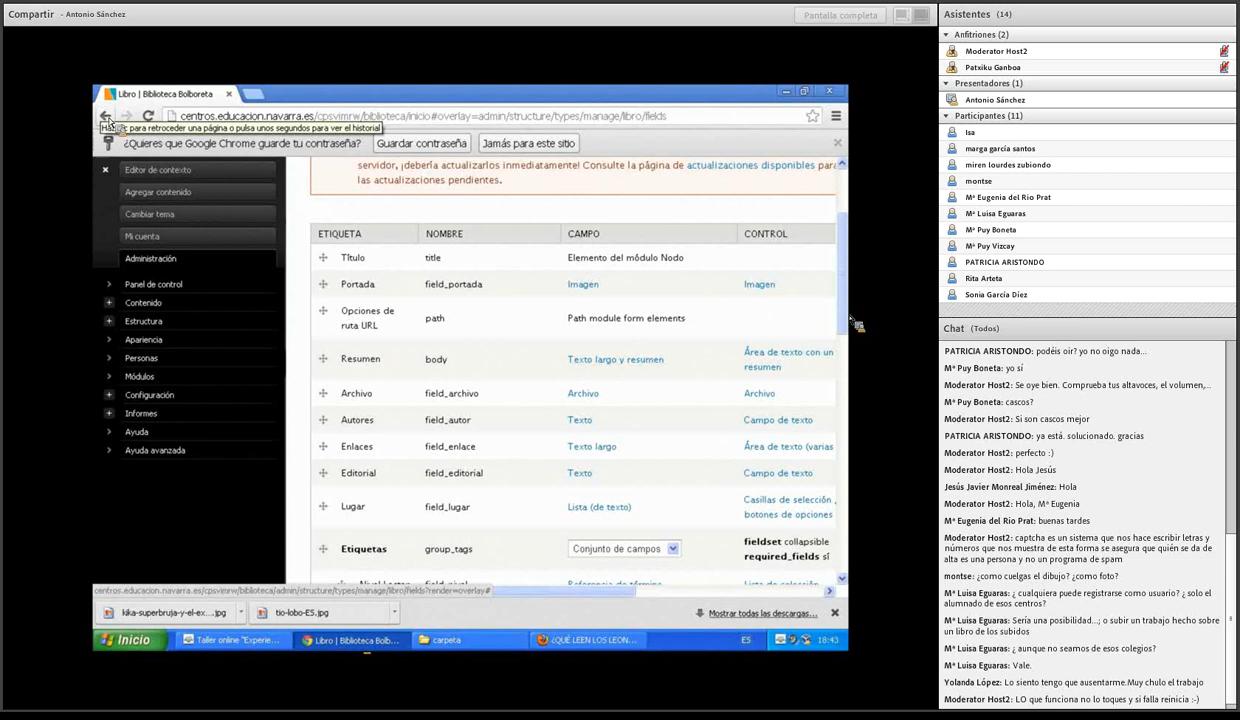 Compartir - Antonio Sánchez
Pantalla completa
Libro | Biblioteca Bolboreta
centros.educacion.navarra.es/cpsvimrw/biblioteca/inicio#overlay=admin/structure/types/manage/libro/fields
para retroceder una página o pulsa unos segundos para ver el historial
¿Quieres que Google Chrome guarde tu contraseña?
Guardar contraseña
Jamás para este sitio
Editor de contexto
Agregar contenido
Cambiar tema
Mi cuenta
Administración
Panel de control
Contenido
Estructura
Apariencia
Personas
Módulos
Configuración
Informes
Ayuda
Ayuda avanzada
servidor, ¡debería actualizarlos inmediatamente! Consulte la página de actualizaciones disponibles para
las actualizaciones pendientes.
ETIQUETA NOMBRE CAMPO CONTROL
Título title Elemento del módulo Nodo
Portada field_portada Imagen Imagen
Opciones de
ruta URL path Path module form elements
Resumen body Texto largo y resumen Área de texto con un
resumen
Archivo field_archivo Archivo Archivo
Autores field_autor Texto Campo de texto
Enlaces field_enlace Texto largo Área de texto (varias
Editorial field_editorial Texto Campo de texto
Lugar field_lugar Lista (de texto) Casillas de selección
botones de opciones
Etiquetas group_tags Conjunto de campos fieldset collapsible
required_fields sí
centros.educacion.navarra.es/cpsvimrw/biblioteca/admin/structure/types/manage/libro/fields?render=overlay#
kika-superbruja-y-el-ex....jpg
tio-lobo-E5.jpg
Mostrar todas las descargas...
Inicio
Taller online "Experie...
Libro | Biblioteca Bolb...
carpeta
¿QUÉ LEEN LOS LEON...
ES
18:43
Asistentes (14)
Anfitriones (2)
Moderator Host2
Patxiku Ganboa
Presentadores (1)
Antonio Sánchez
Participantes (11)
Isa
marga garcía santos
miren lourdes zubiondo
montse
Mª Eugenia del Rio Prat
Mª Luisa Eguaras
Mª Puy Boneta
Mª Puy Vizcay
PATRICIA ARISTONDO
Rita Arteta
Sonia García Díez
Chat (Todos)
PATRICIA ARISTONDO: podéis oir? yo no oigo nada...
Mª Puy Boneta: yo sí
Moderator Host2: Se oye bien. Comprueba tus altavoces, el volumen,...
Mª Puy Boneta: cascos?
Moderator Host2: Si son cascos mejor
PATRICIA ARISTONDO: ya está. solucionado. gracias
Moderator Host2: perfecto :)
Moderator Host2: Hola Jesús
Jesús Javier Monreal Jiménez: Hola
Moderator Host2: Hola, Mª Eugenia
Mª Eugenia del Rio Prat: buenas tardes
Moderator Host2: captcha es un sistema que nos hace escribir letras y
números que nos muestra de esta forma se asegura que quién se da de
alta es una persona y no un programa de spam
montse: ¿como cuelgas el dibujo? ¿como foto?
Mª Luisa Eguaras: ¿ cualquiera puede registrarse como usuario? ¿ solo el
alumnado de esos centros?
Mª Luisa Eguaras: Sería una posibilidad...; o subir un trabajo hecho sobre
un libro de los subidos
Mª Luisa Eguaras: ¿ aunque no seamos de esos colegios?
Mª Luisa Eguaras: Vale.
Yolanda López: Lo siento tengo que ausentarme.Muy chulo el trabajo
Moderator Host2: LO que funciona no lo toques y si falla reinicia :-)